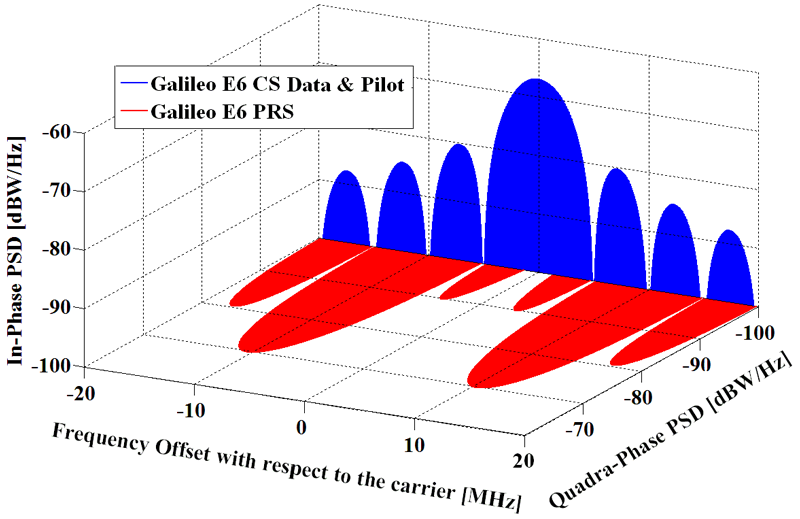 Galileo E6 CS Data & Pilot
Galileo E6 PRS
In-Phase PSD [dBW/Hz]
-60
-70
-80
-90
-100
-20
-10
0
10
20
Frequency Offset with respect to the carrier [MHz]
-70
-80
-90
-100
Quadra-Phase PSD [dBW/Hz]